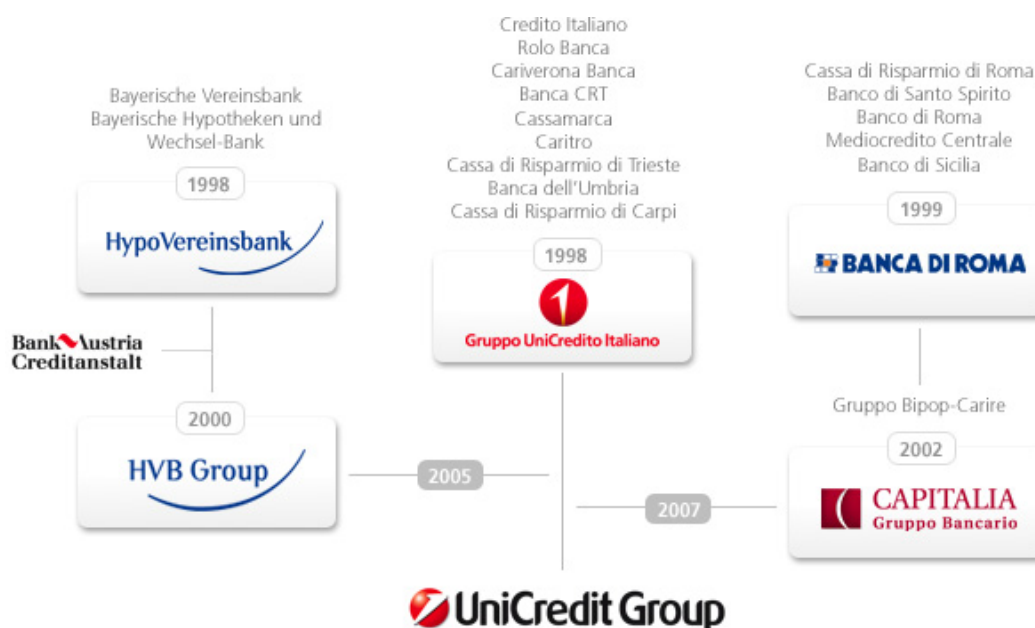 Bayerische Vereinsbank
Bayerische Hypotheken und
Wechsel-Bank
1998
HypoVereinsbank
Bank Austria
Creditanstalt
2000
HVB Group
2005
Credito Italiano
Rolo Banca
Cariverona Banca
Banca CRT
Cassamarca
Caritro
Cassa di Risparmio di Trieste
Banca dell'Umbria
Cassa di Risparmio di Carpi
1998
1
Gruppo UniCredito Italiano
Cassa di Risparmio di Roma
Banco di Santo Spirito
Banco di Roma
Mediocredito Centrale
Banco di Sicilia
1999
BANCA DI ROMA
Gruppo Bipop-Carire
2002
CAPITALIA
Gruppo Bancario
2007
UniCredit Group